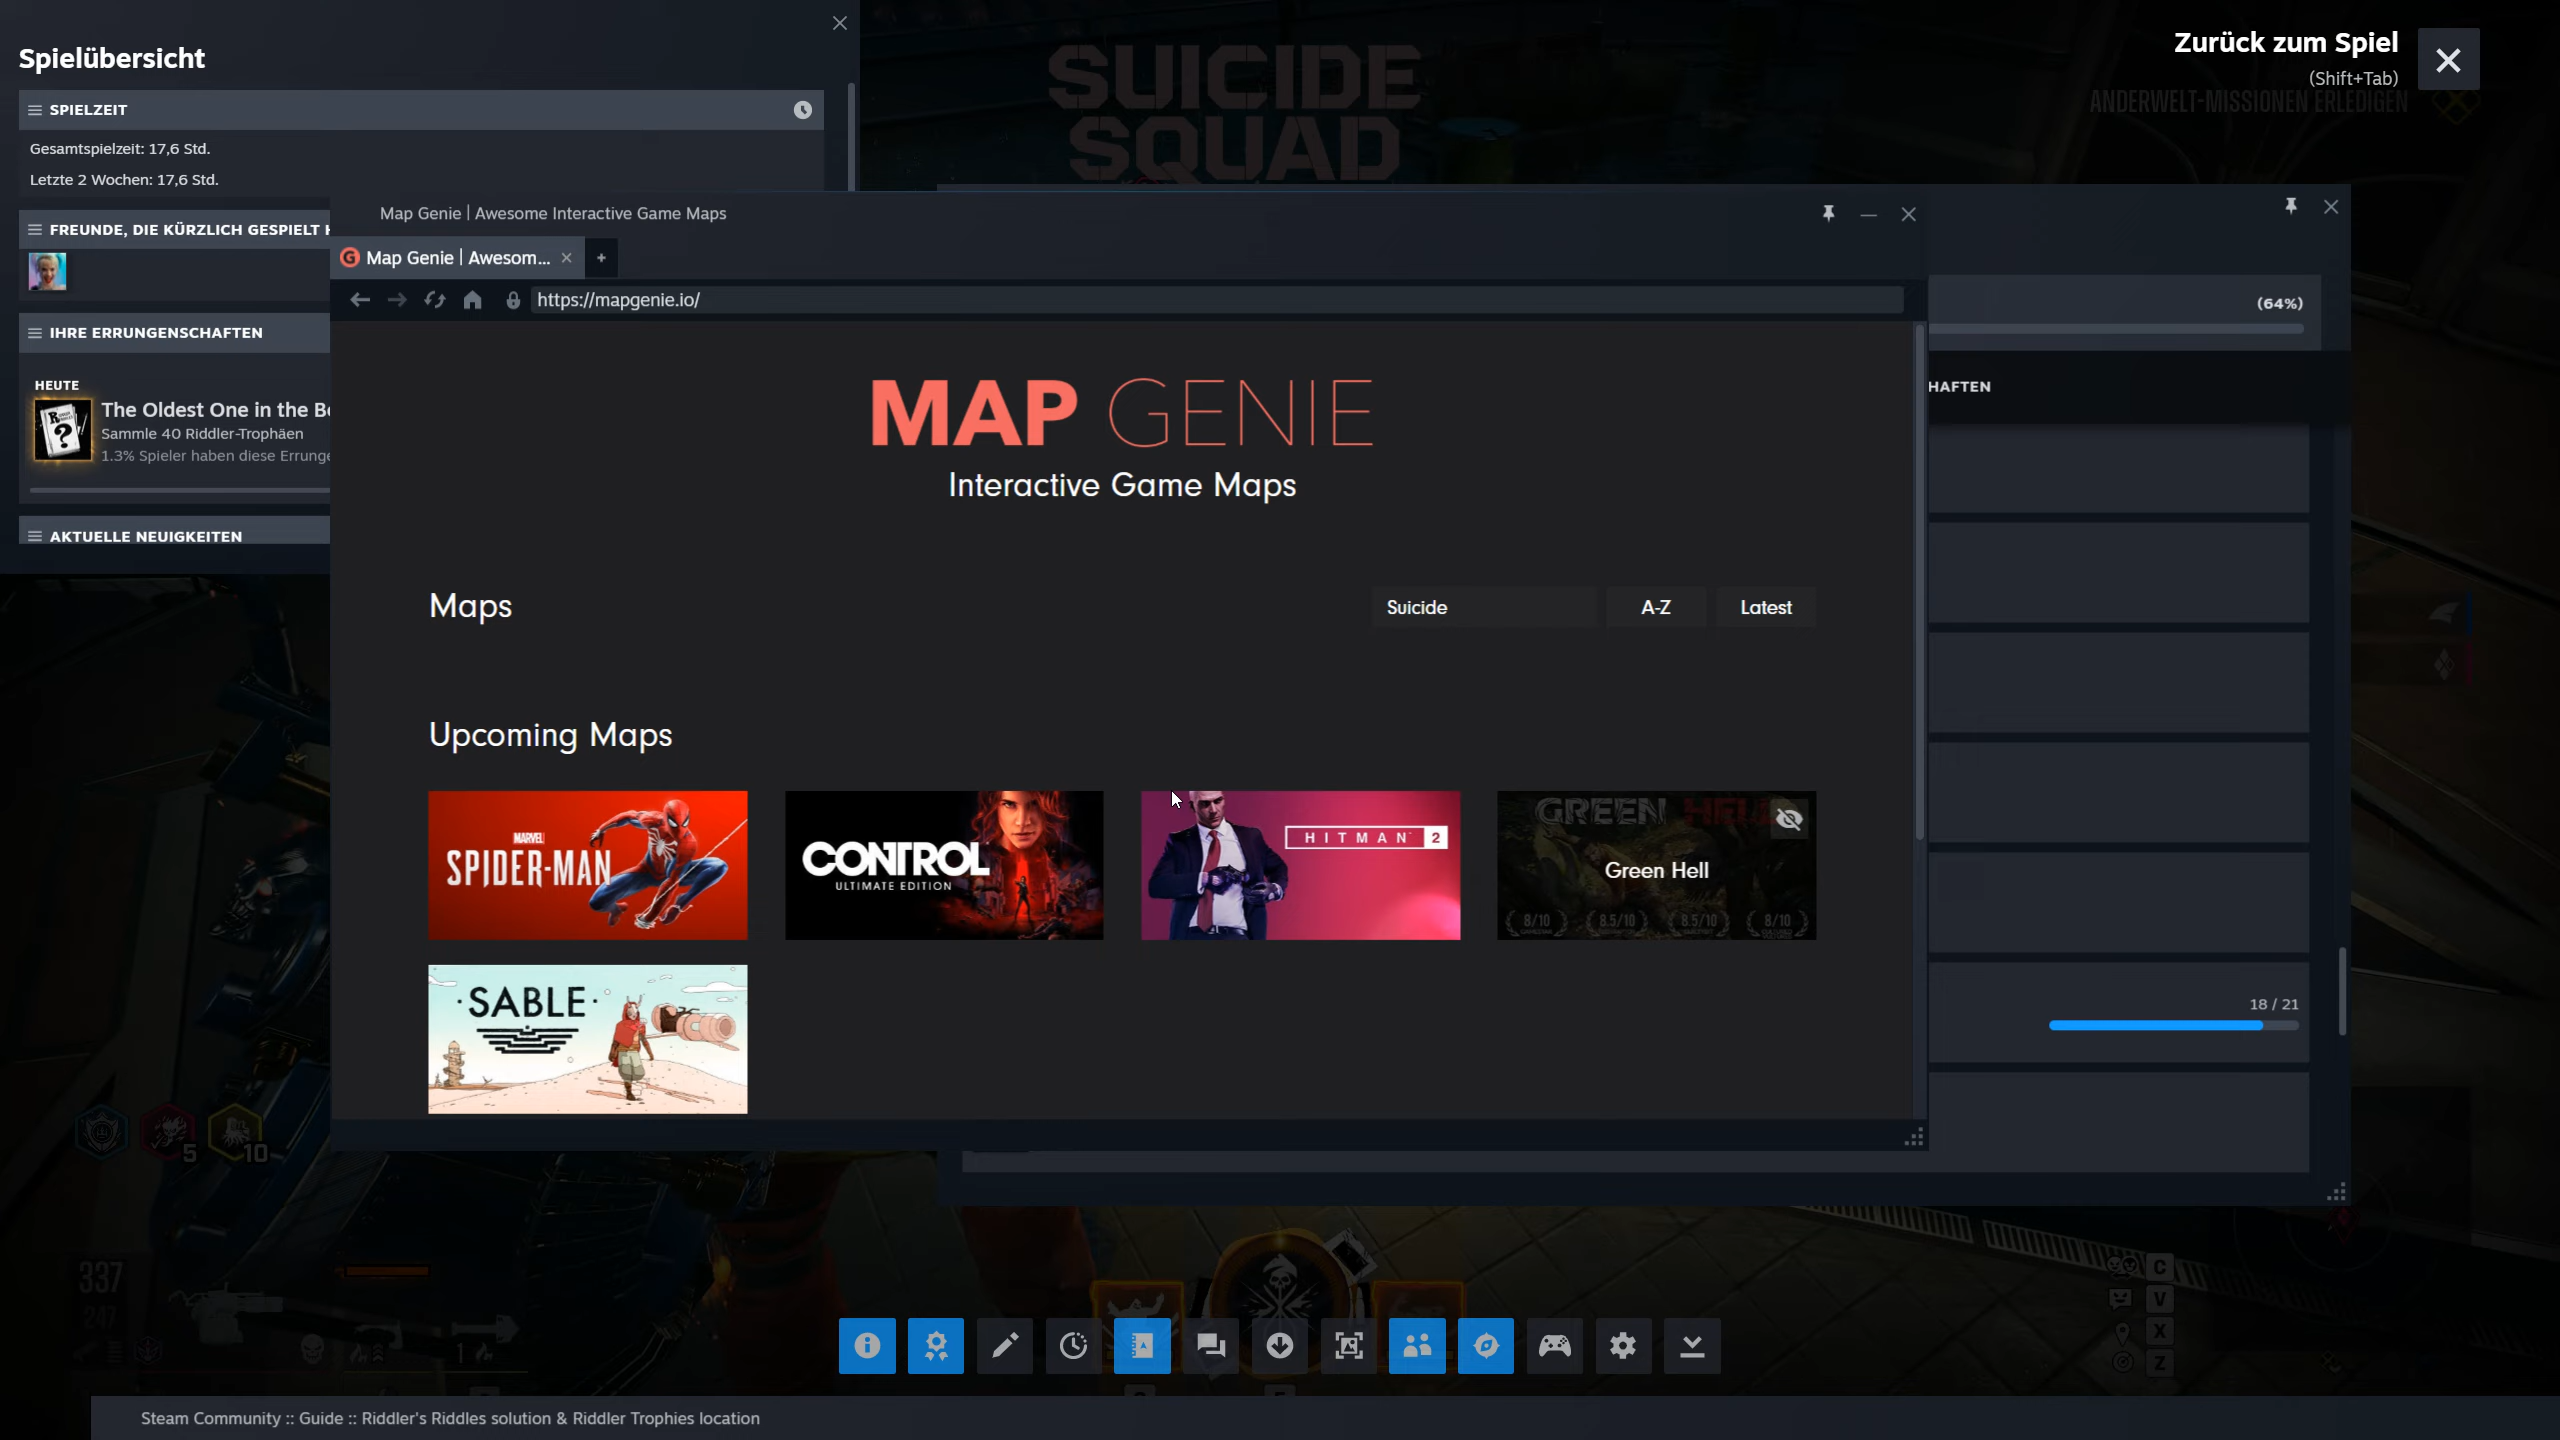 Spielübersicht
SPIELZEIT
Gesamtspielzeit: 17,6 Std.
Letzte 2 Wochen: 17,6 Std.
FREUNDE, DIE KÜRZLICH GESPIELT
IHRE ERRUNGENSCHAFTEN
HEUTE
The Oldest One in the
Sammle 40 Riddler-Trophäen
1.3% Spieler haben diese
AKTUELLE NEUIGKEITEN
SUICIDE
SQUAD
Zurück zum Spiel
(Shift+Tab)
ANDERWELT-MISSIONEN ERLEDIGEN
Map Genie | Awesome Interactive Game Maps
Map Genie | Awesom...
https://mapgenie.io/
MAP GENIE
Interactive Game Maps
Maps
Suicide
A-Z
Latest
Upcoming Maps
MARVEL
SPIDER-MAN
CONTROL
ULTIMATE EDITION
HITMAN 2
GREEN HELL
Green Hell
8/10 8.5/10 8.5/10 8/10
SABLE
(64%)
HAFTEN
18 / 21
5
10
337
247
1
C
V
X
Z
Steam Community :: Guide :: Riddler's Riddles solution & Riddler Trophies location